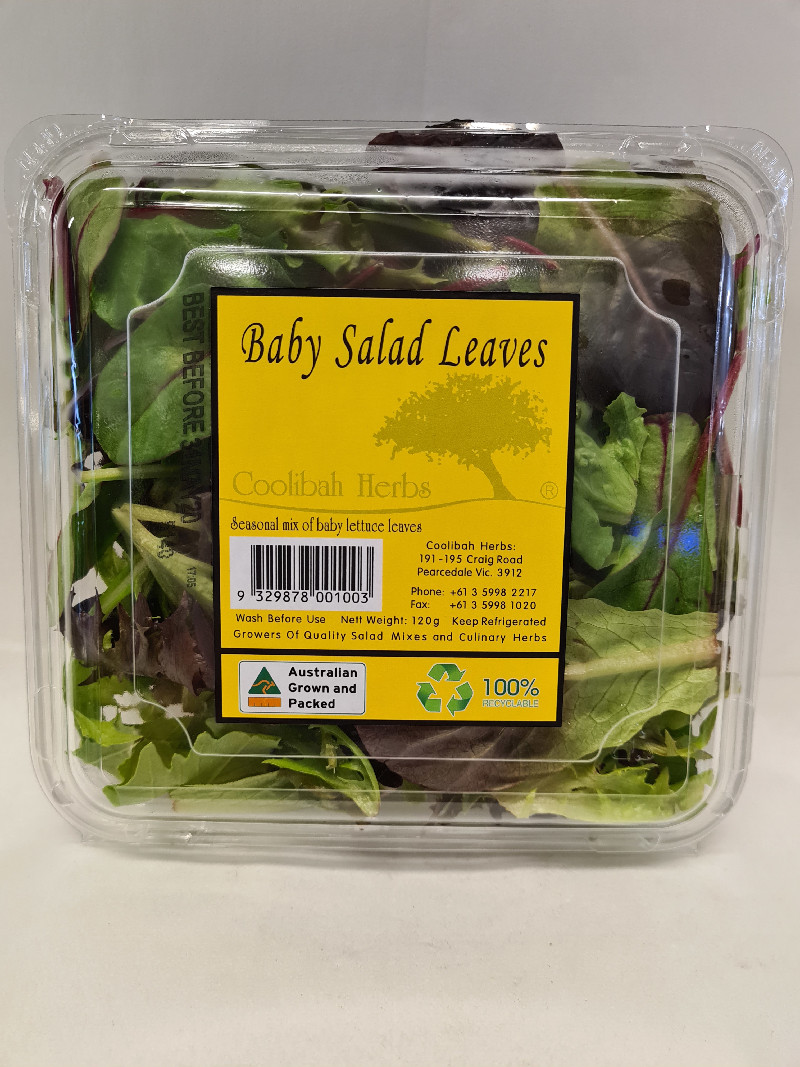 Baby Salad Leaves
Coolibah Herbs ®
Seasonal mix of baby lettuce leaves
9 329878 001003
Coolibah Herbs:
191-195 Craig Road
Pearcedale Vic. 3912
Phone: +61 3 5998 2217
Fax: +61 3 5998 1020
Wash Before Use Nett Weight: 120g Keep Refrigerated
Growers Of Quality Salad Mixes and Culinary Herbs
Australian
Grown and
Packed
100%
RECYCLABLE
BEST BEFORE
17:05